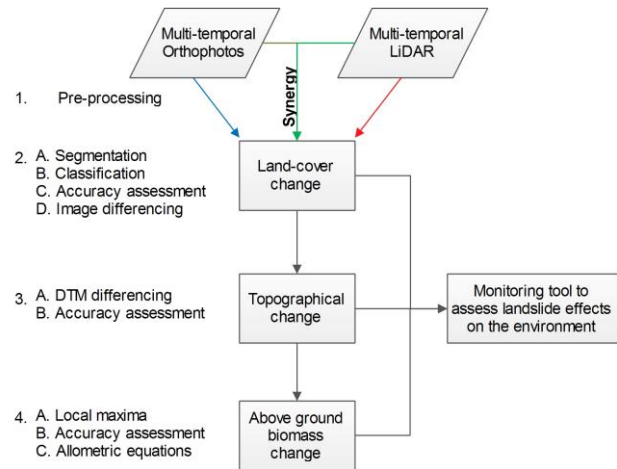 Multi-temporal
Orthophotos
Multi-temporal
LiDAR
Synergy
1. Pre-processing
2. A. Segmentation
B. Classification
C. Accuracy assessment
D. Image differencing
Land-cover
change
3. A. DTM differencing
B. Accuracy assessment
Topographical
change
Monitoring tool to
assess landslide effects
on the environment
4. A. Local maxima
B. Accuracy assessment
C. Allometric equations
Above ground
biomass
change